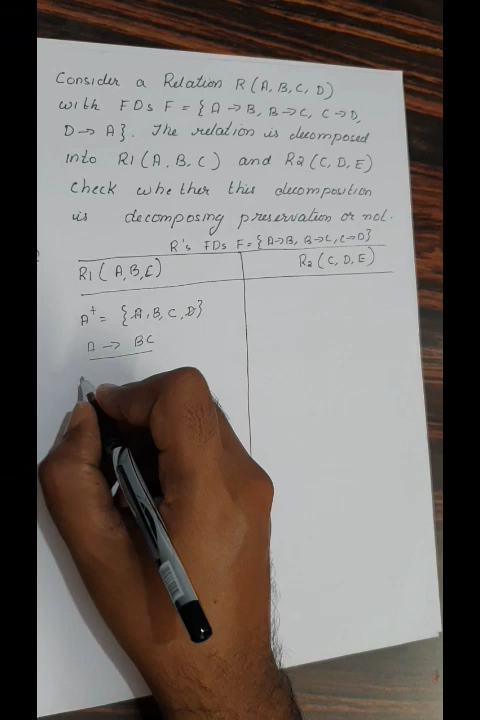 Consider a Relation R (A, B, C, D)
with FDs F = { A → B, B → C, C → D,
D → A}. The relation is decomposed
into R1 (A, B, C) and R2 (C, D, E)
check whether this decomposition
is decomposing preservation or not.
R's FDs F = {A→B, B→C, C→D}
R1 ( A, B, C )
R2 ( C, D, E )
A⁺ = { A, B, C, D }
A → BC